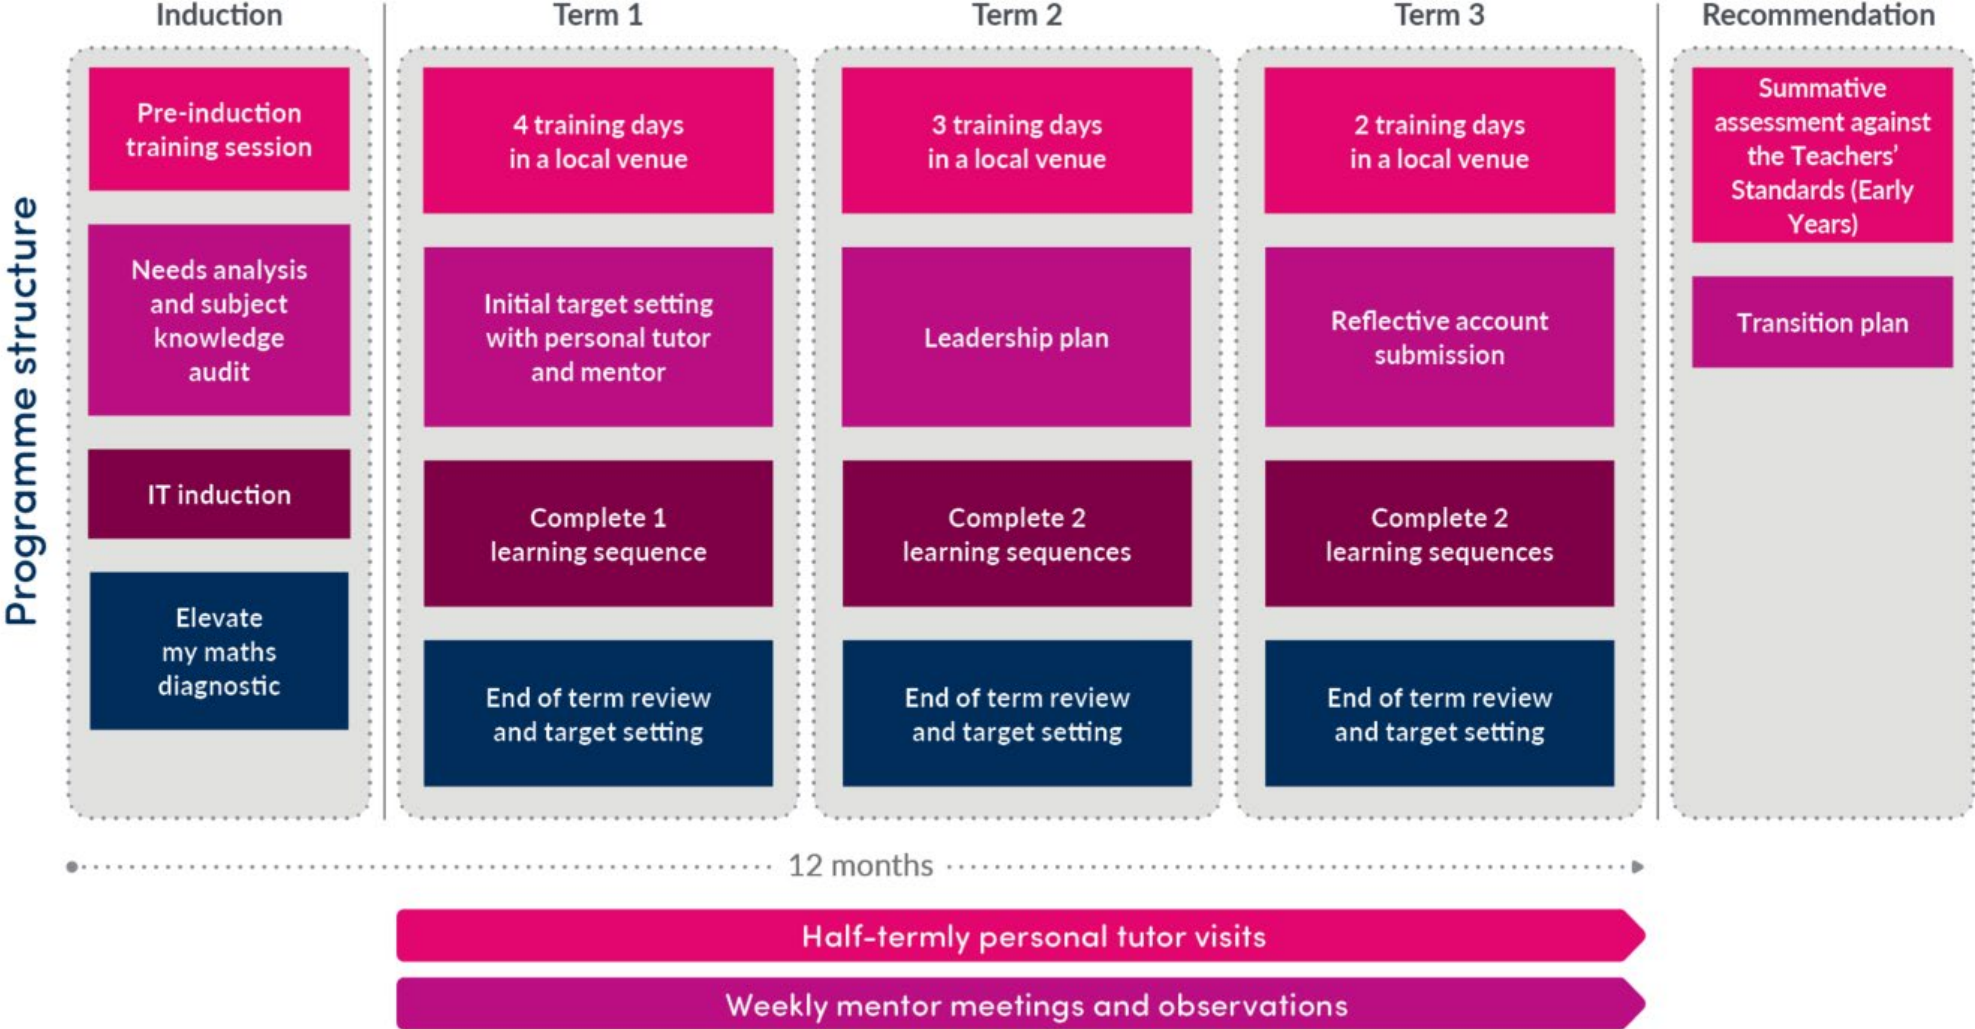 Programme structure
Induction
Pre-induction
training session
Needs analysis
and subject
knowledge
audit
IT induction
Elevate
my maths
diagnostic
Term 1
4 training days
in a local venue
Initial target setting
with personal tutor
and mentor
Complete 1
learning sequence
End of term review
and target setting
Term 2
3 training days
in a local venue
Leadership plan
Complete 2
learning sequences
End of term review
and target setting
Term 3
2 training days
in a local venue
Reflective account
submission
Complete 2
learning sequences
End of term review
and target setting
Recommendation
Summative
assessment against
the Teachers’
Standards (Early
Years)
Transition plan
12 months
Half-termly personal tutor visits
Weekly mentor meetings and observations